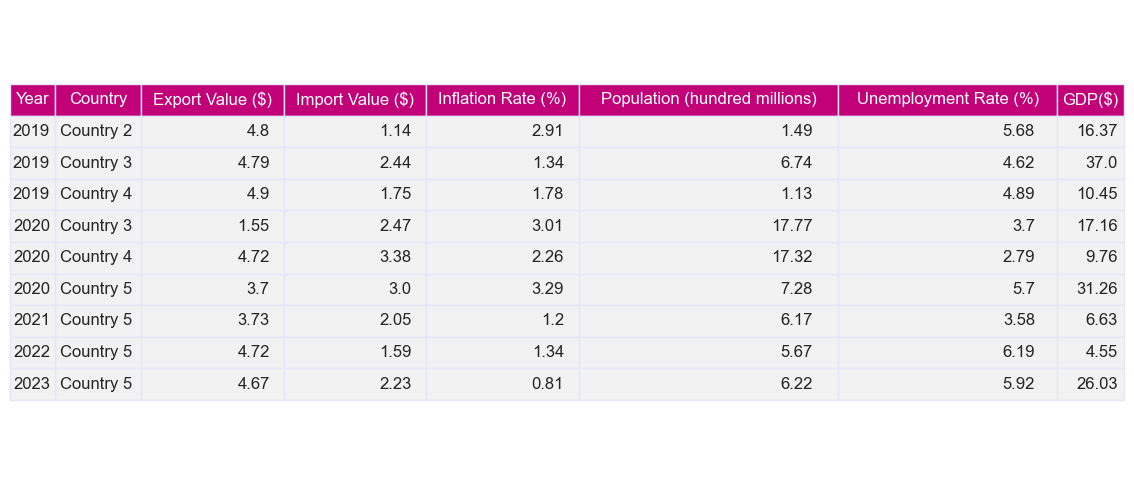 Year Country Export Value ($) Import Value ($) Inflation Rate (%) Population (hundred millions) Unemployment Rate (%) GDP($)
2019 Country 2 4.8 1.14 2.91 1.49 5.68 16.37
2019 Country 3 4.79 2.44 1.34 6.74 4.62 37.0
2019 Country 4 4.9 1.75 1.78 1.13 4.89 10.45
2020 Country 3 1.55 2.47 3.01 17.77 3.7 17.16
2020 Country 4 4.72 3.38 2.26 17.32 2.79 9.76
2020 Country 5 3.7 3.0 3.29 7.28 5.7 31.26
2021 Country 5 3.73 2.05 1.2 6.17 3.58 6.63
2022 Country 5 4.72 1.59 1.34 5.67 6.19 4.55
2023 Country 5 4.67 2.23 0.81 6.22 5.92 26.03